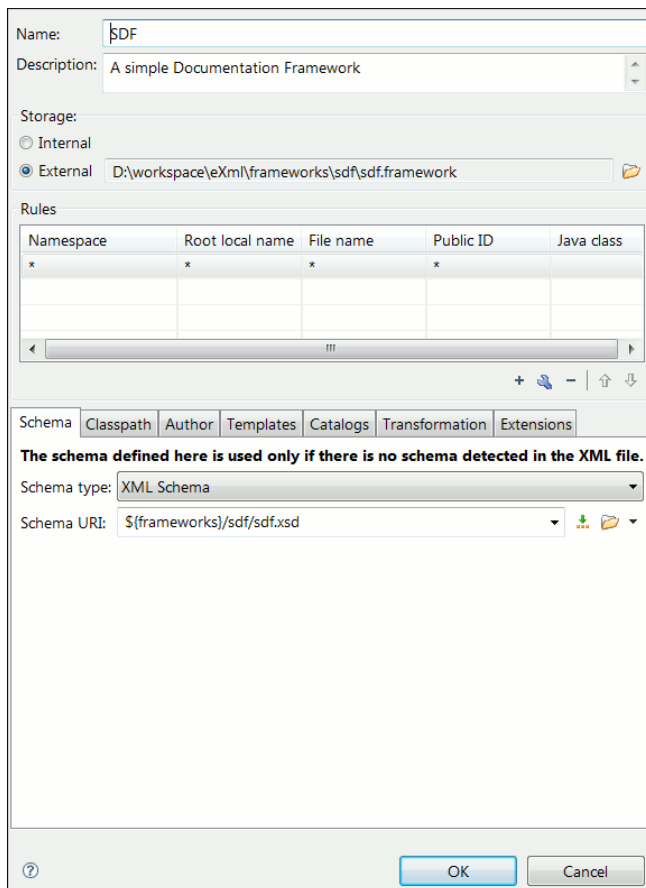 Name: SDF
Description: A simple Documentation Framework
Storage:
Internal
External D:\workspace\eXml\frameworks\sdf\sdf.framework
Rules
Namespace Root local name File name Public ID Java class
* * * *
Schema Classpath Author Templates Catalogs Transformation Extensions
The schema defined here is used only if there is no schema detected in the XML file.
Schema type: XML Schema
Schema URI: ${frameworks}/sdf/sdf.xsd
OK Cancel